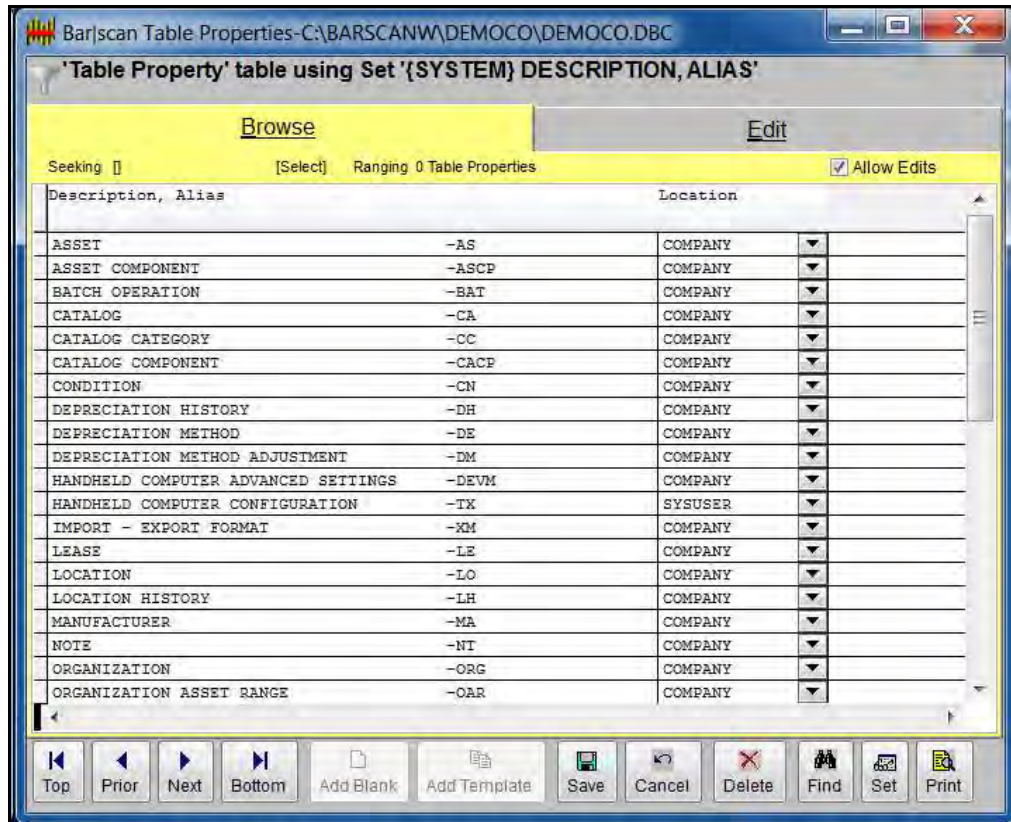 Bar|scan Table Properties-C:\BARSCANW\DEMOCO\DEMOCO.DBC
'Table Property' table using Set '{SYSTEM} DESCRIPTION, ALIAS'
Browse Edit
Seeking [] [Select] Ranging 0 Table Properties Allow Edits
Description, Alias Location
ASSET -AS COMPANY
ASSET COMPONENT -ASCP COMPANY
BATCH OPERATION -BAT COMPANY
CATALOG -CA COMPANY
CATALOG CATEGORY -CC COMPANY
CATALOG COMPONENT -CACP COMPANY
CONDITION -CN COMPANY
DEPRECIATION HISTORY -DH COMPANY
DEPRECIATION METHOD -DE COMPANY
DEPRECIATION METHOD ADJUSTMENT -DM COMPANY
HANDHELD COMPUTER ADVANCED SETTINGS -DEVM COMPANY
HANDHELD COMPUTER CONFIGURATION -TX SYSUSER
IMPORT - EXPORT FORMAT -XM COMPANY
LEASE -LE COMPANY
LOCATION -LO COMPANY
LOCATION HISTORY -LH COMPANY
MANUFACTURER -MA COMPANY
NOTE -NT COMPANY
ORGANIZATION -ORG COMPANY
ORGANIZATION ASSET RANGE -OAR COMPANY
Top Prior Next Bottom Add Blank Add Template Save Cancel Delete Find Set Print